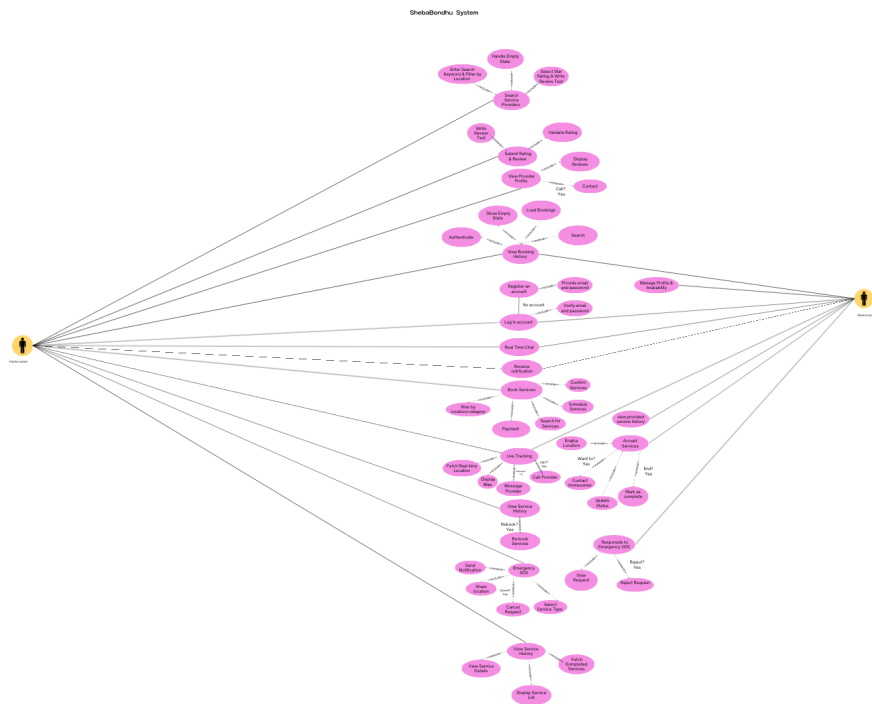 ShebaBondhu System
Handle Empty
State
Enter Search
Keyword & Filter by
Location
Select Star
Rating & Write
Review Text
Search
Service
Providers
Write
Review
Text
Validate Rating
Submit Rating
& Review
Display
Reviews
View Provider
Profile
Call?
Yes
Contact
Show Empty
State
Load Bookings
Authenticate
Search
View Booking
History
Register an
account
Provide email
and password
Manage Profile &
Availability
No account
Verify email
and password
Log in account
Real Time Chat
Receive
notification
Book Services
Confirm
Services
filter by
location/category
Schedule
Services
Search for
Services
Payment
view provided
service history
Enable
Location
Accept
Services
Live Tracking
Want to?
Yes
End?
Yes
Fetch Real-time
Location
Display
Map
Message
Provider
Call Provider
Contact
Homeowner
Update
Status
Mark as
complete
View Service
History
Rebook?
Yes
Rebook
Services
Responds to
Emergency SOS
Reject?
Yes
View
Request
Reject Request
Emergency
SOS
Send
Notification
Share
location
Cancel
Request
Select
Service Type
View Service
History
View Service
Details
Fetch
Completed
Services
Display Service
List